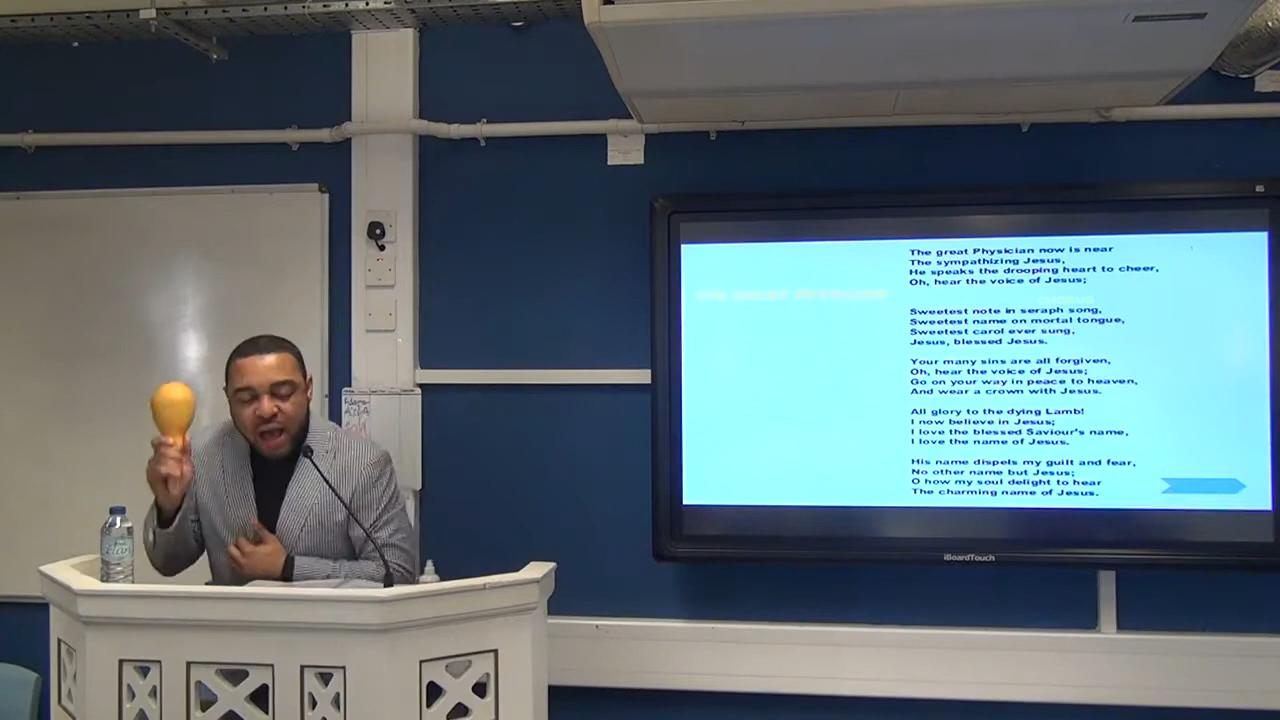 The great Physician now is near
The sympathizing Jesus,
He speaks the drooping heart to cheer,
Oh, hear the voice of Jesus;
CHORUS
Sweetest note in seraph song,
Sweetest name on mortal tongue,
Sweetest carol ever sung,
Jesus, blessed Jesus.
Your many sins are all forgiven,
Oh, hear the voice of Jesus;
Go on your way in peace to heaven,
And wear a crown with Jesus.
All glory to the dying Lamb!
I now believe in Jesus;
I love the blessed Saviour's name,
I love the name of Jesus.
His name dispels my guilt and fear,
No other name but Jesus;
O how my soul delight to hear
The charming name of Jesus.
iBoardTouch